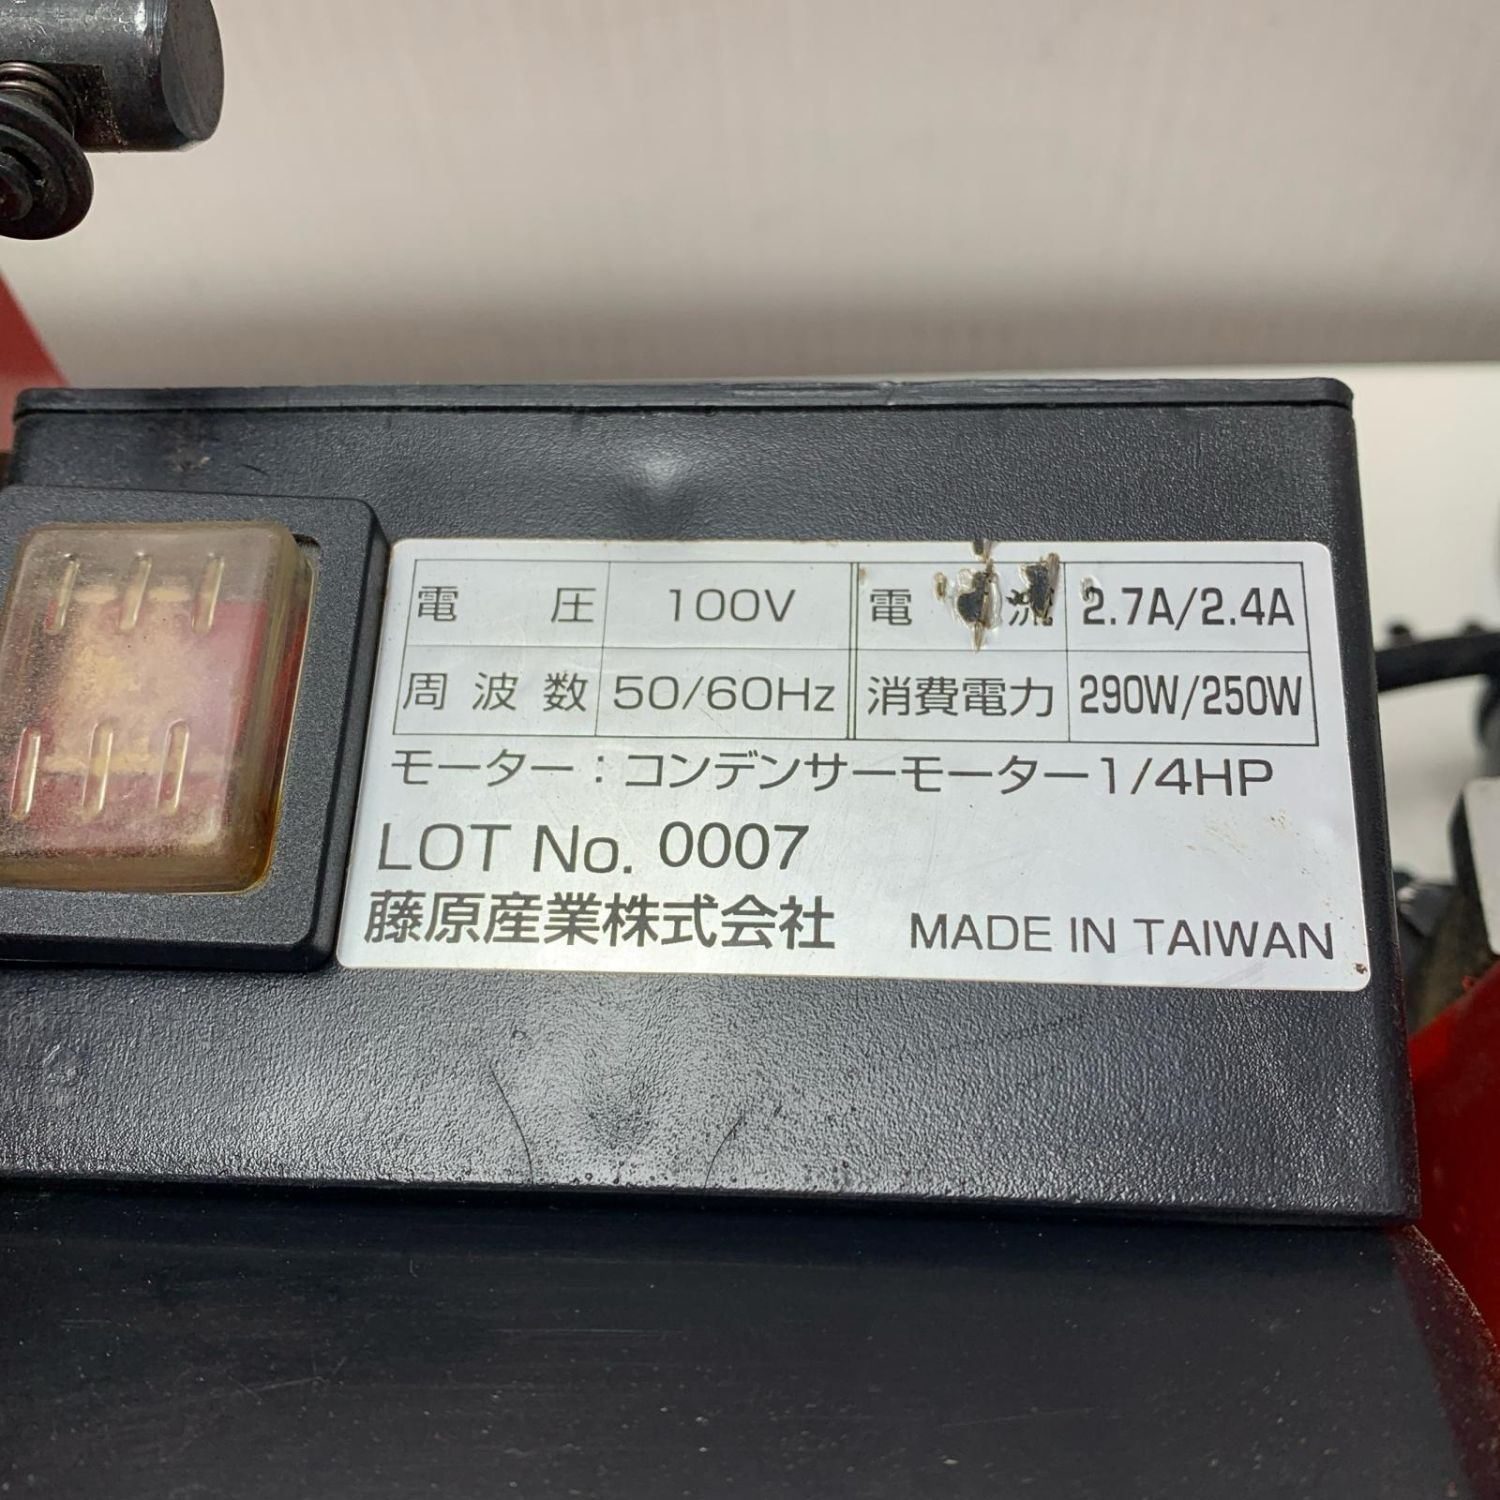 電圧 100V 電流 2.7A/2.4A
周波数 50/60Hz 消費電力 290W/250W
モーター：コンデンサーモーター1/4HP
LOT No. 0007
藤原産業株式会社 MADE IN TAIWAN